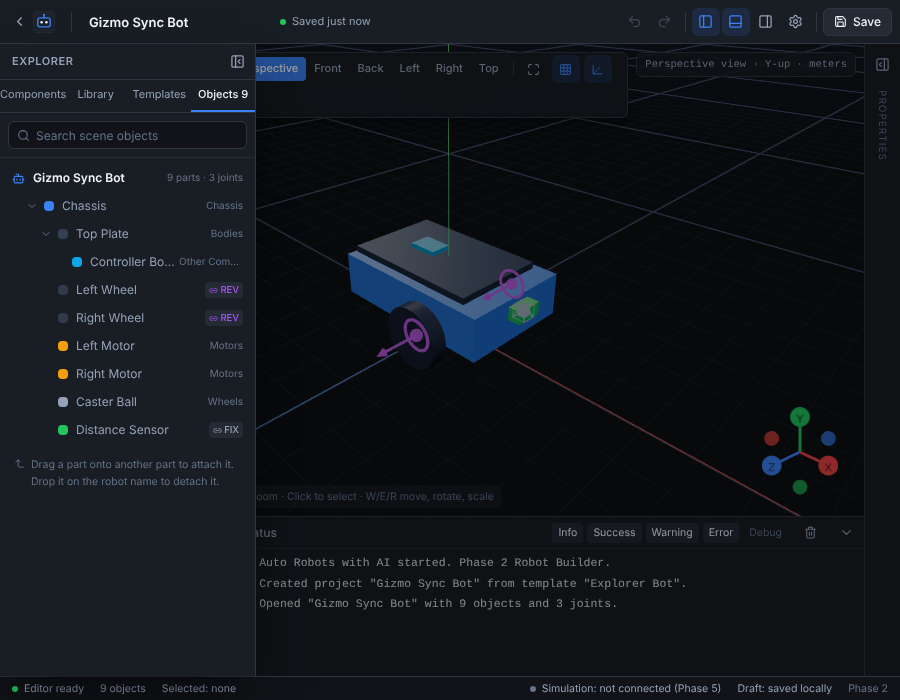 Gizmo Sync Bot
Saved just now
Save
EXPLORER
Components Library Templates Objects 9
Search scene objects
Gizmo Sync Bot 9 parts · 3 joints
Chassis Chassis
Top Plate Bodies
Controller Bo... Other Com...
Left Wheel REV
Right Wheel REV
Left Motor Motors
Right Motor Motors
Caster Ball Wheels
Distance Sensor FIX
Drag a part onto another part to attach it.
Drop it on the robot name to detach it.
spective Front Back Left Right Top
Perspective view · Y-up · meters
PROPERTIES
Y
Z
X
oom · Click to select · W/E/R move, rotate, scale
atus
Info Success Warning Error Debug
Auto Robots with AI started. Phase 2 Robot Builder.
Created project "Gizmo Sync Bot" from template "Explorer Bot".
Opened "Gizmo Sync Bot" with 9 objects and 3 joints.
Editor ready 9 objects Selected: none
Simulation: not connected (Phase 5) Draft: saved locally Phase 2